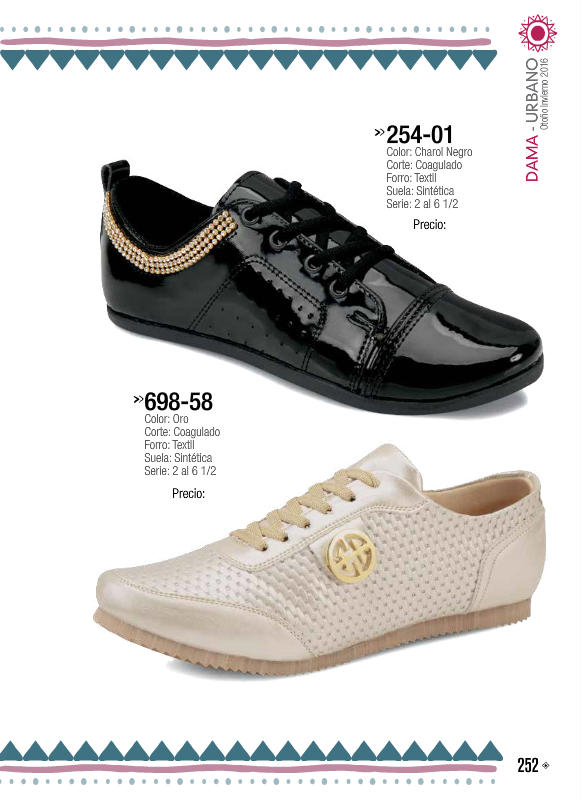 DAMA - URBANO
Otoño Invierno 2016
254-01
Color: Charol Negro
Corte: Coagulado
Forro: Textil
Suela: Sintética
Serie: 2 al 6 1/2
Precio:
698-58
Color: Oro
Corte: Coagulado
Forro: Textil
Suela: Sintética
Serie: 2 al 6 1/2
Precio:
252